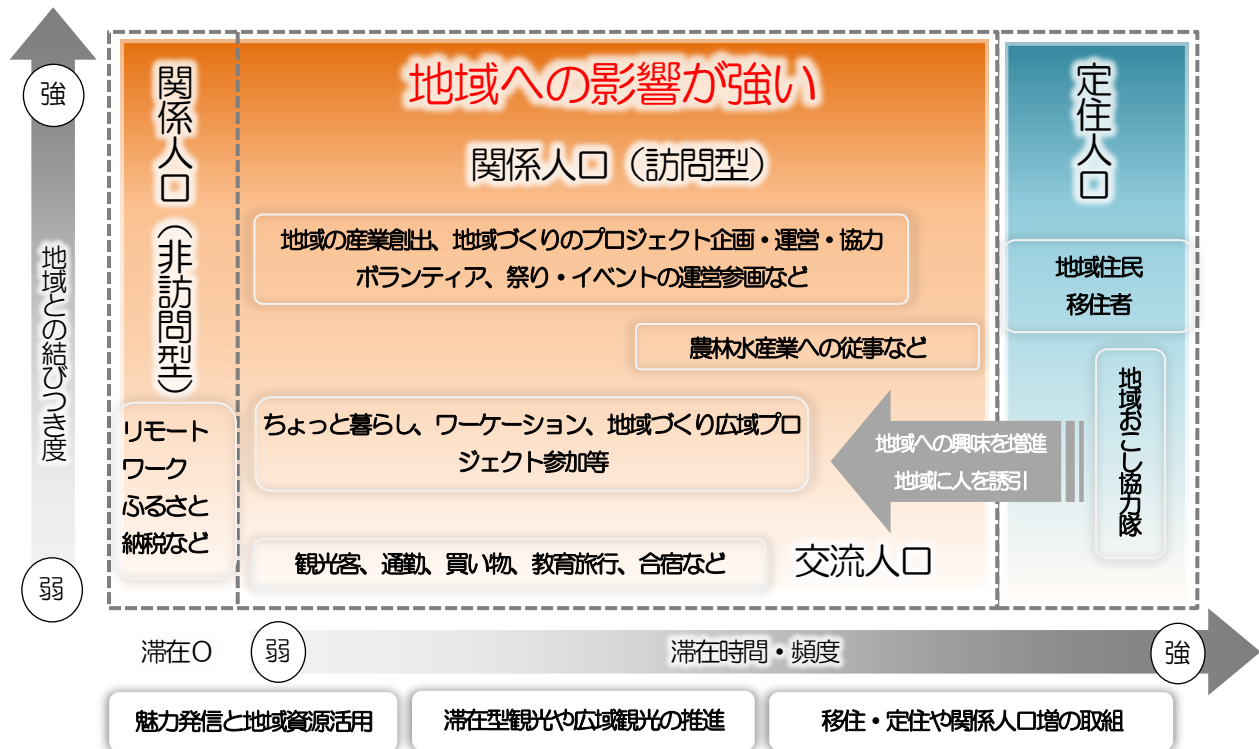 強
地域との結びつき度
弱
関係人口（非訪問型）
リモート
ワーク
ふるさと
納税など
地域への影響が強い
関係人口（訪問型）
地域の産業創出、地域づくりのプロジェクト企画・運営・協力
ボランティア、祭り・イベントの運営参画など
農林水産業への従事など
ちょっと暮らし、ワーケーション、地域づくり広域プロ
ジェクト参加等
地域への興味を増進
地域に人を誘引
観光客、通勤、買い物、教育旅行、合宿など
交流人口
定住人口
地域住民
移住者
地域おこし協力隊
滞在０
弱
滞在時間・頻度
強
魅力発信と地域資源活用
滞在型観光や広域観光の推進
移住・定住や関係人口増の取組